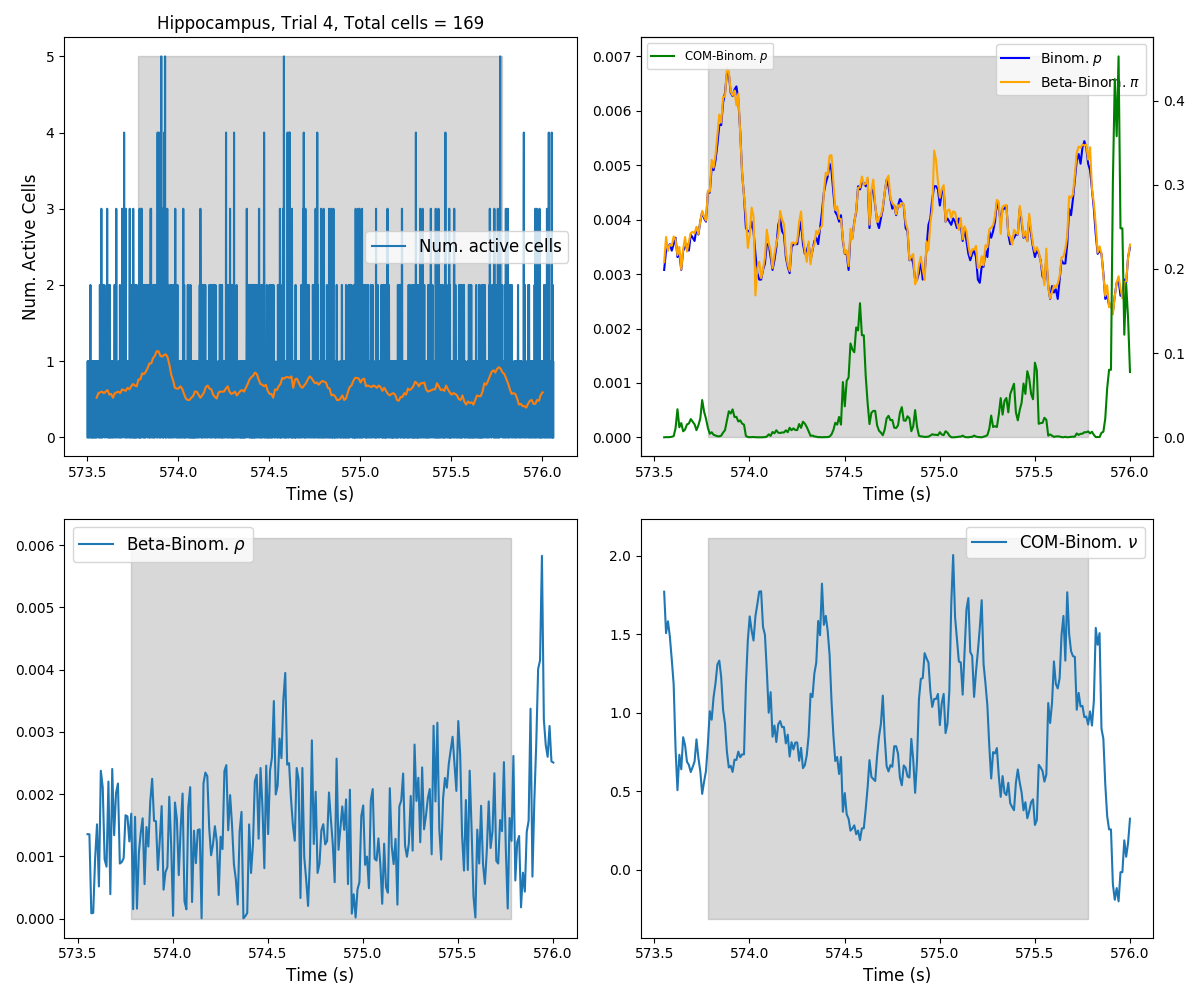 Hippocampus, Trial 4, Total cells = 169
Num. Active Cells
5
4
3
2
1
0
Num. active cells
573.5 574.0 574.5 575.0 575.5 576.0
Time (s)
COM-Binom. p
Binom. p
Beta-Binom. π
0.007
0.006
0.005
0.004
0.003
0.002
0.001
0.000
0.4
0.3
0.2
0.1
0.0
573.5 574.0 574.5 575.0 575.5 576.0
Time (s)
Beta-Binom. ρ
0.006
0.005
0.004
0.003
0.002
0.001
0.000
573.5 574.0 574.5 575.0 575.5 576.0
Time (s)
COM-Binom. ν
2.0
1.5
1.0
0.5
0.0
573.5 574.0 574.5 575.0 575.5 576.0
Time (s)